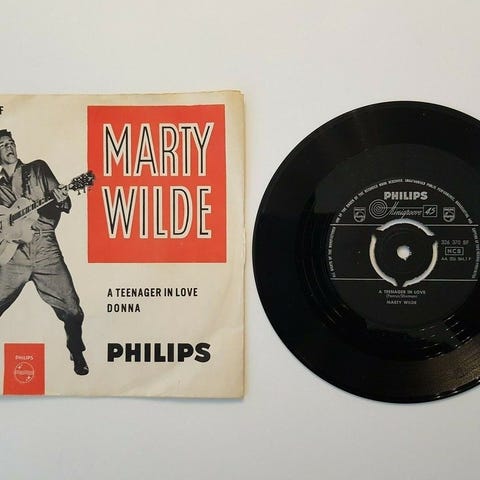 F
MARTY
WILDE
A TEENAGER IN LOVE
DONNA
PHILIPS
PHILIPS
PHILIPS
Minigroove 45
326 370 BF
NCB
A TEENAGER IN LOVE
MARTY WILDE